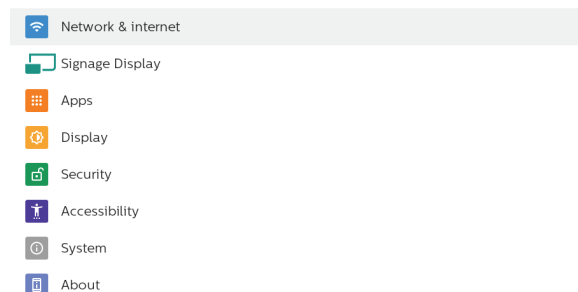 Network & internet
Signage Display
Apps
Display
Security
Accessibility
System
About